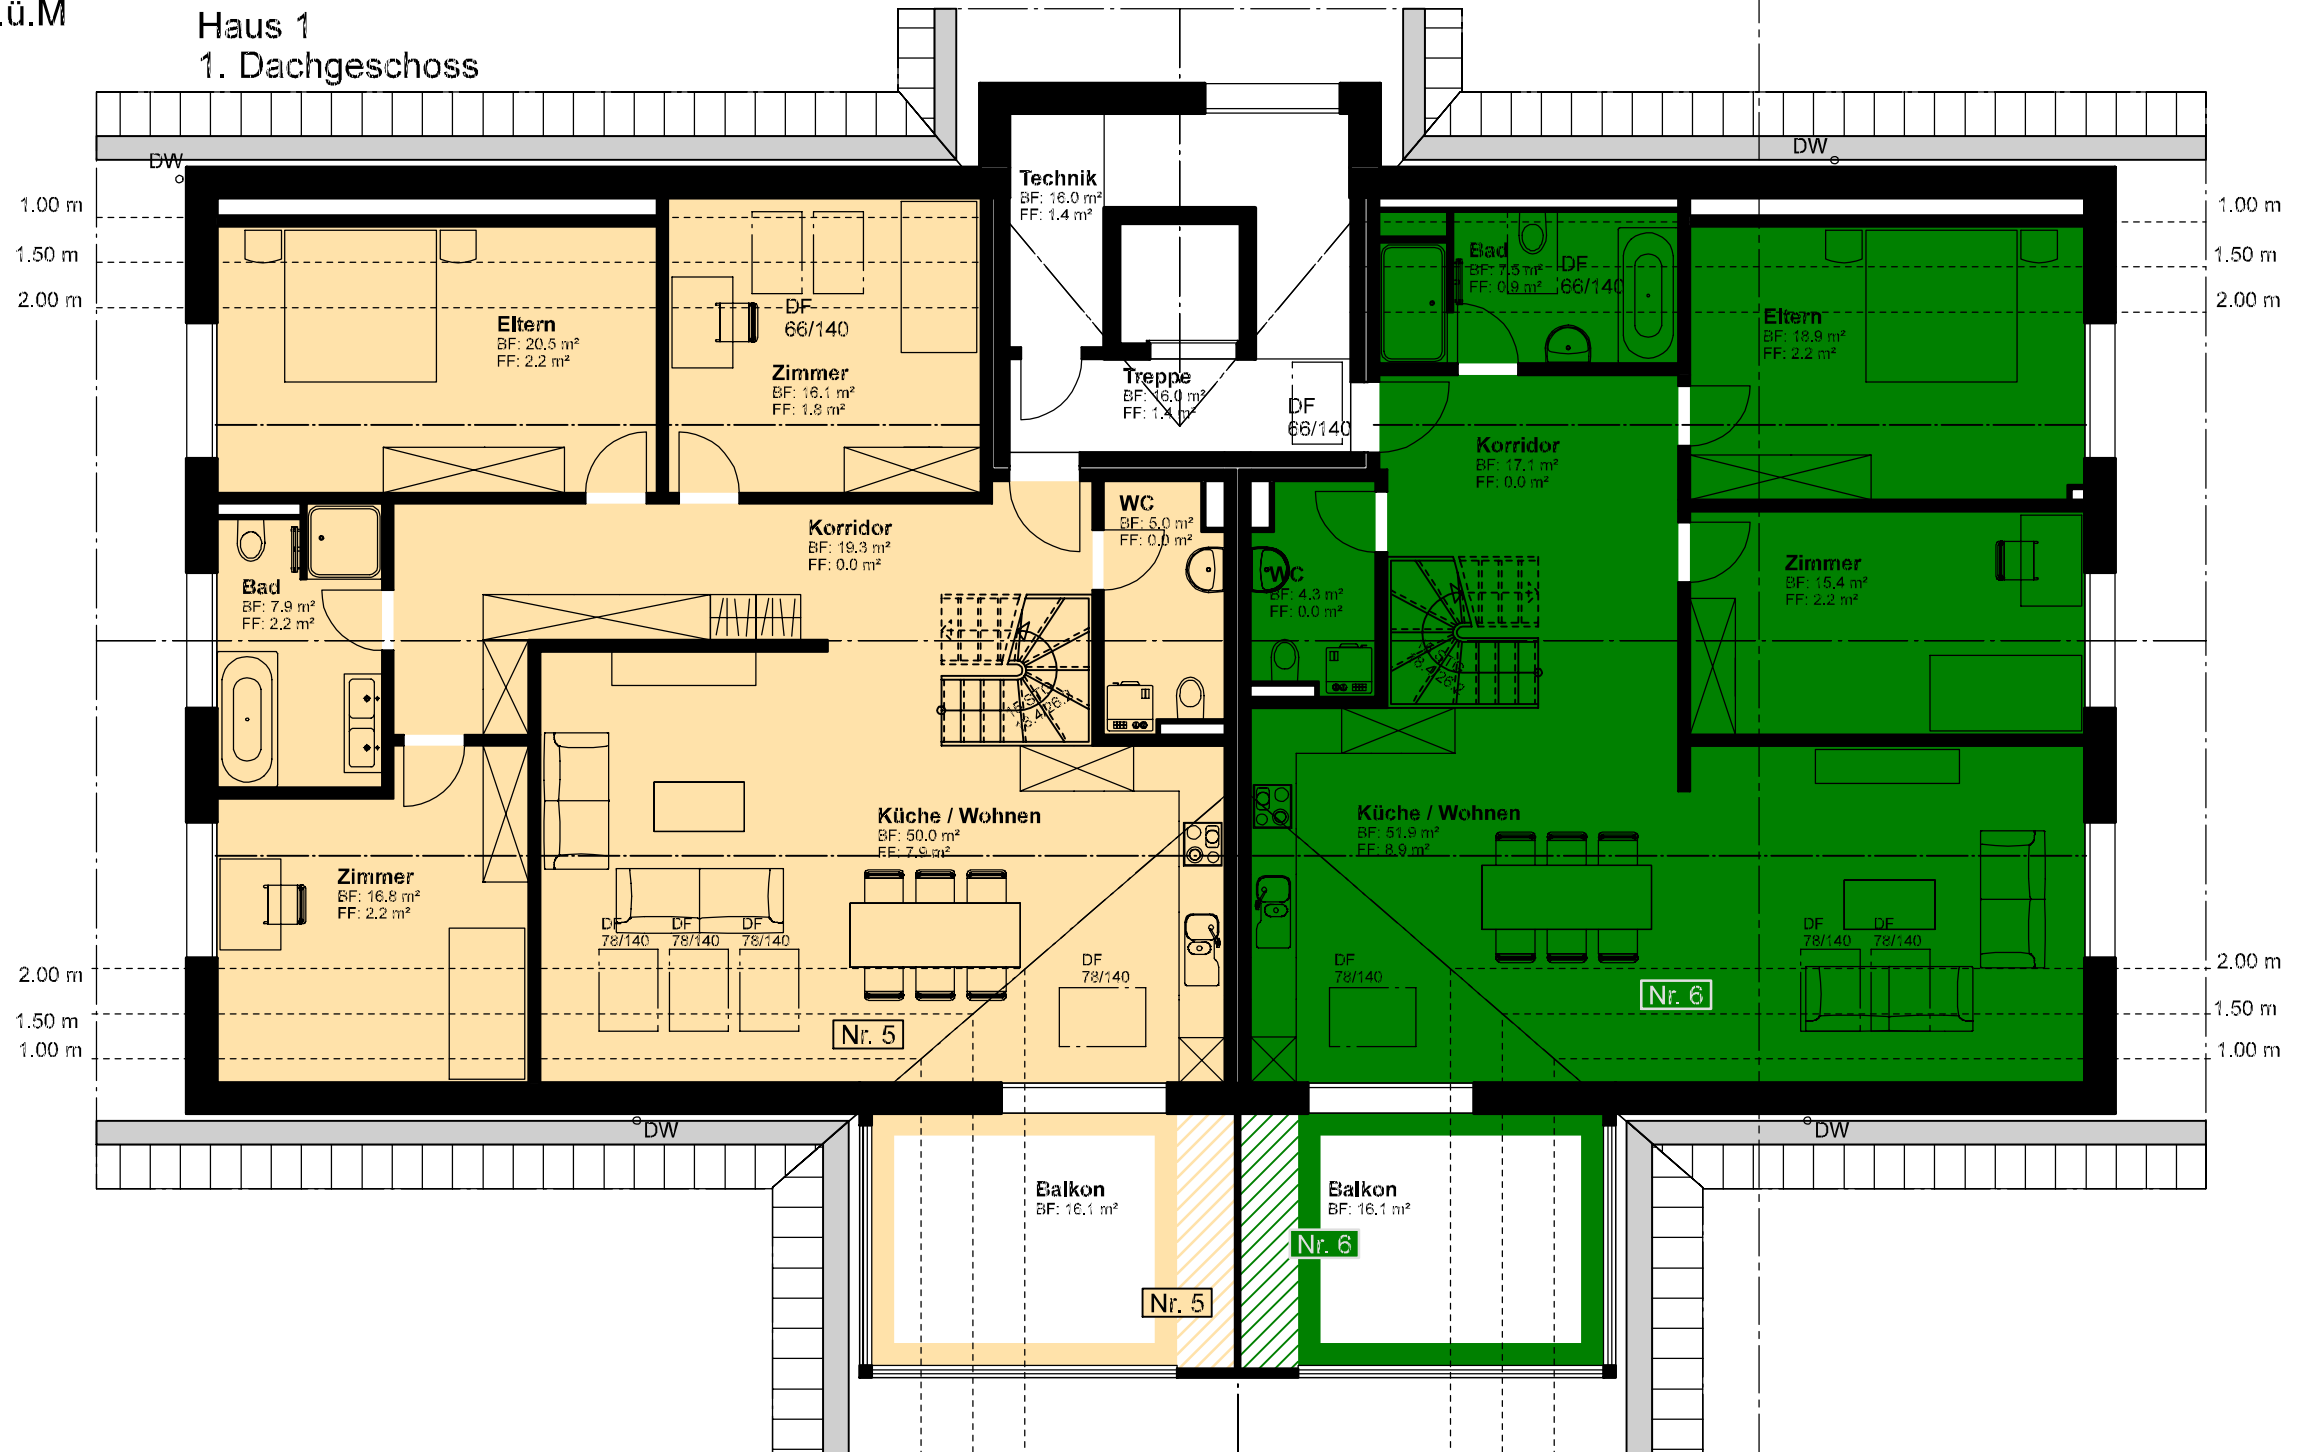 .ü.M
Haus 1
1. Dachgeschoss
DW
DW
1.00 m
1.50 m
2.00 m
1.00 m
1.50 m
2.00 m
Technik
BF: 16.0 m²
FF: 1.4 m²
Eltern
BF: 20.5 m²
FF: 2.2 m²
DF
66/140
Zimmer
BF: 16.1 m²
FF: 1.8 m²
Treppe
BF: 16.0 m²
FF: 1.4 m²
DF
66/140
Bad
BF: 7.5 m²
FF: 0.9 m²
DF
66/140
Eltern
BF: 18.9 m²
FF: 2.2 m²
Korridor
BF: 17.1 m²
FF: 0.0 m²
Korridor
BF: 19.3 m²
FF: 0.0 m²
WC
BF: 5.0 m²
FF: 0.0 m²
WC
BF: 4.3 m²
FF: 0.0 m²
Zimmer
BF: 15.4 m²
FF: 2.2 m²
Bad
BF: 7.9 m²
FF: 2.2 m²
Küche / Wohnen
BF: 50.0 m²
FF: 7.9 m²
Küche / Wohnen
BF: 51.9 m²
FF: 8.9 m²
Zimmer
BF: 16.8 m²
FF: 2.2 m²
DF
78/140
DF
78/140
DF
78/140
DF
78/140
DF
78/140
DF
78/140
DF
78/140
Nr. 5
Nr. 6
2.00 m
1.50 m
1.00 m
2.00 m
1.50 m
1.00 m
DW
DW
Balkon
BF: 16.1 m²
Balkon
BF: 16.1 m²
Nr. 6
Nr. 5